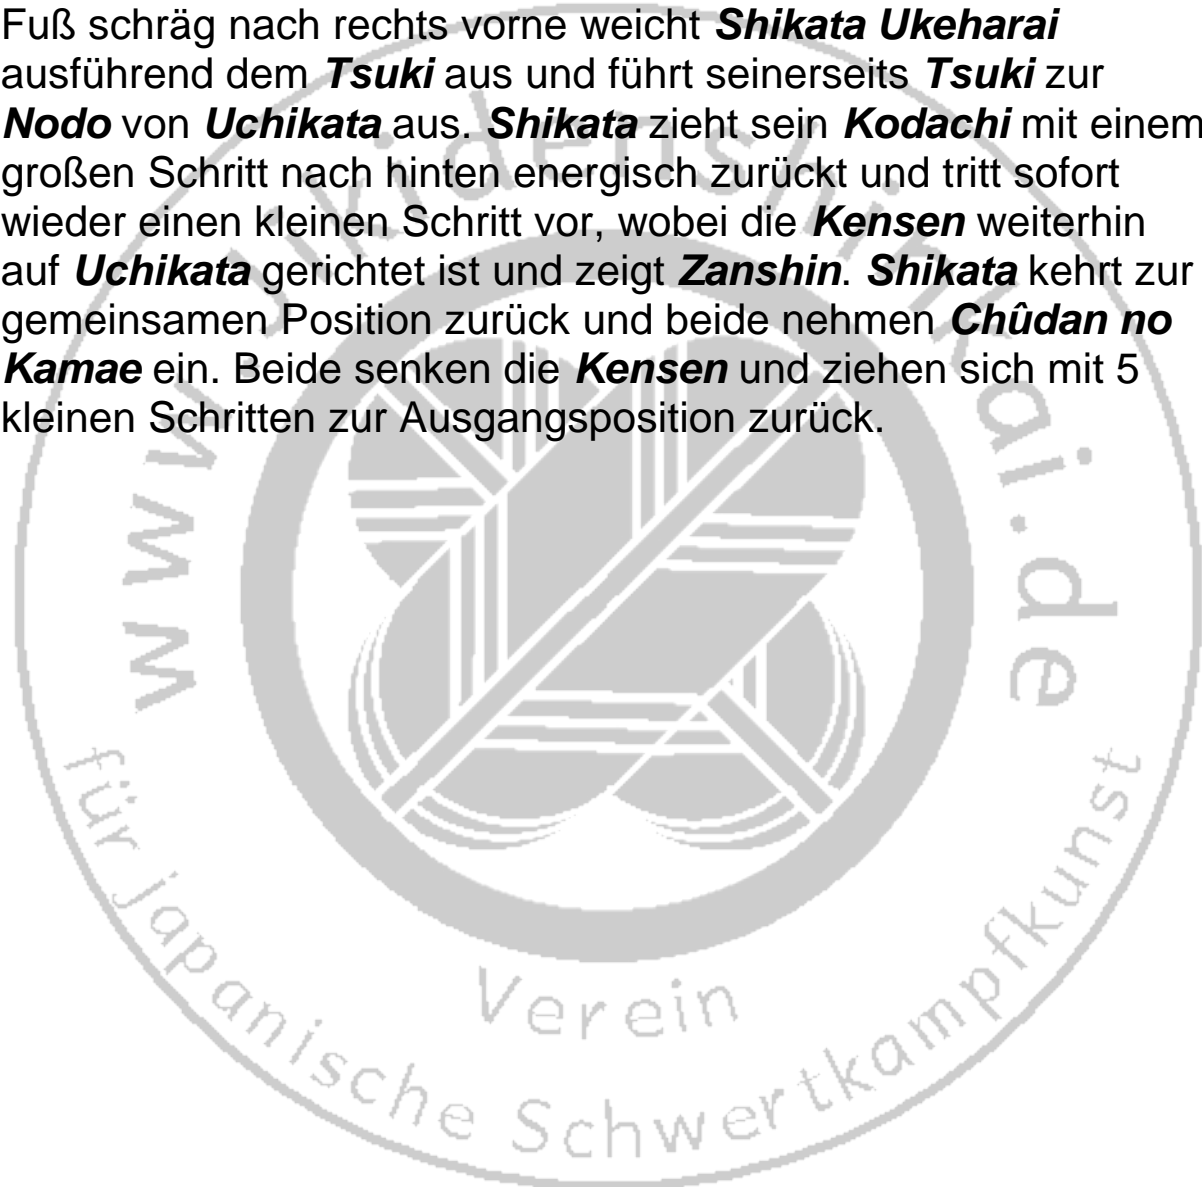 Fuß schräg nach rechts vorne weicht Shikata Ukeharai
ausführend dem Tsuki aus und führt seinerseits Tsuki zur
Nodo von Uchikata aus. Shikata zieht sein Kodachi mit einem
großen Schritt nach hinten energisch zurückt und tritt sofort
wieder einen kleinen Schritt vor, wobei die Kensen weiterhin
auf Uchikata gerichtet ist und zeigt Zanshin. Shikata kehrt zur
gemeinsamen Position zurück und beide nehmen Chûdan no
Kamae ein. Beide senken die Kensen und ziehen sich mit 5
kleinen Schritten zur Ausgangsposition zurück.
www.jikidenshinkai.de
Verein
für japanische Schwertkampfkunst